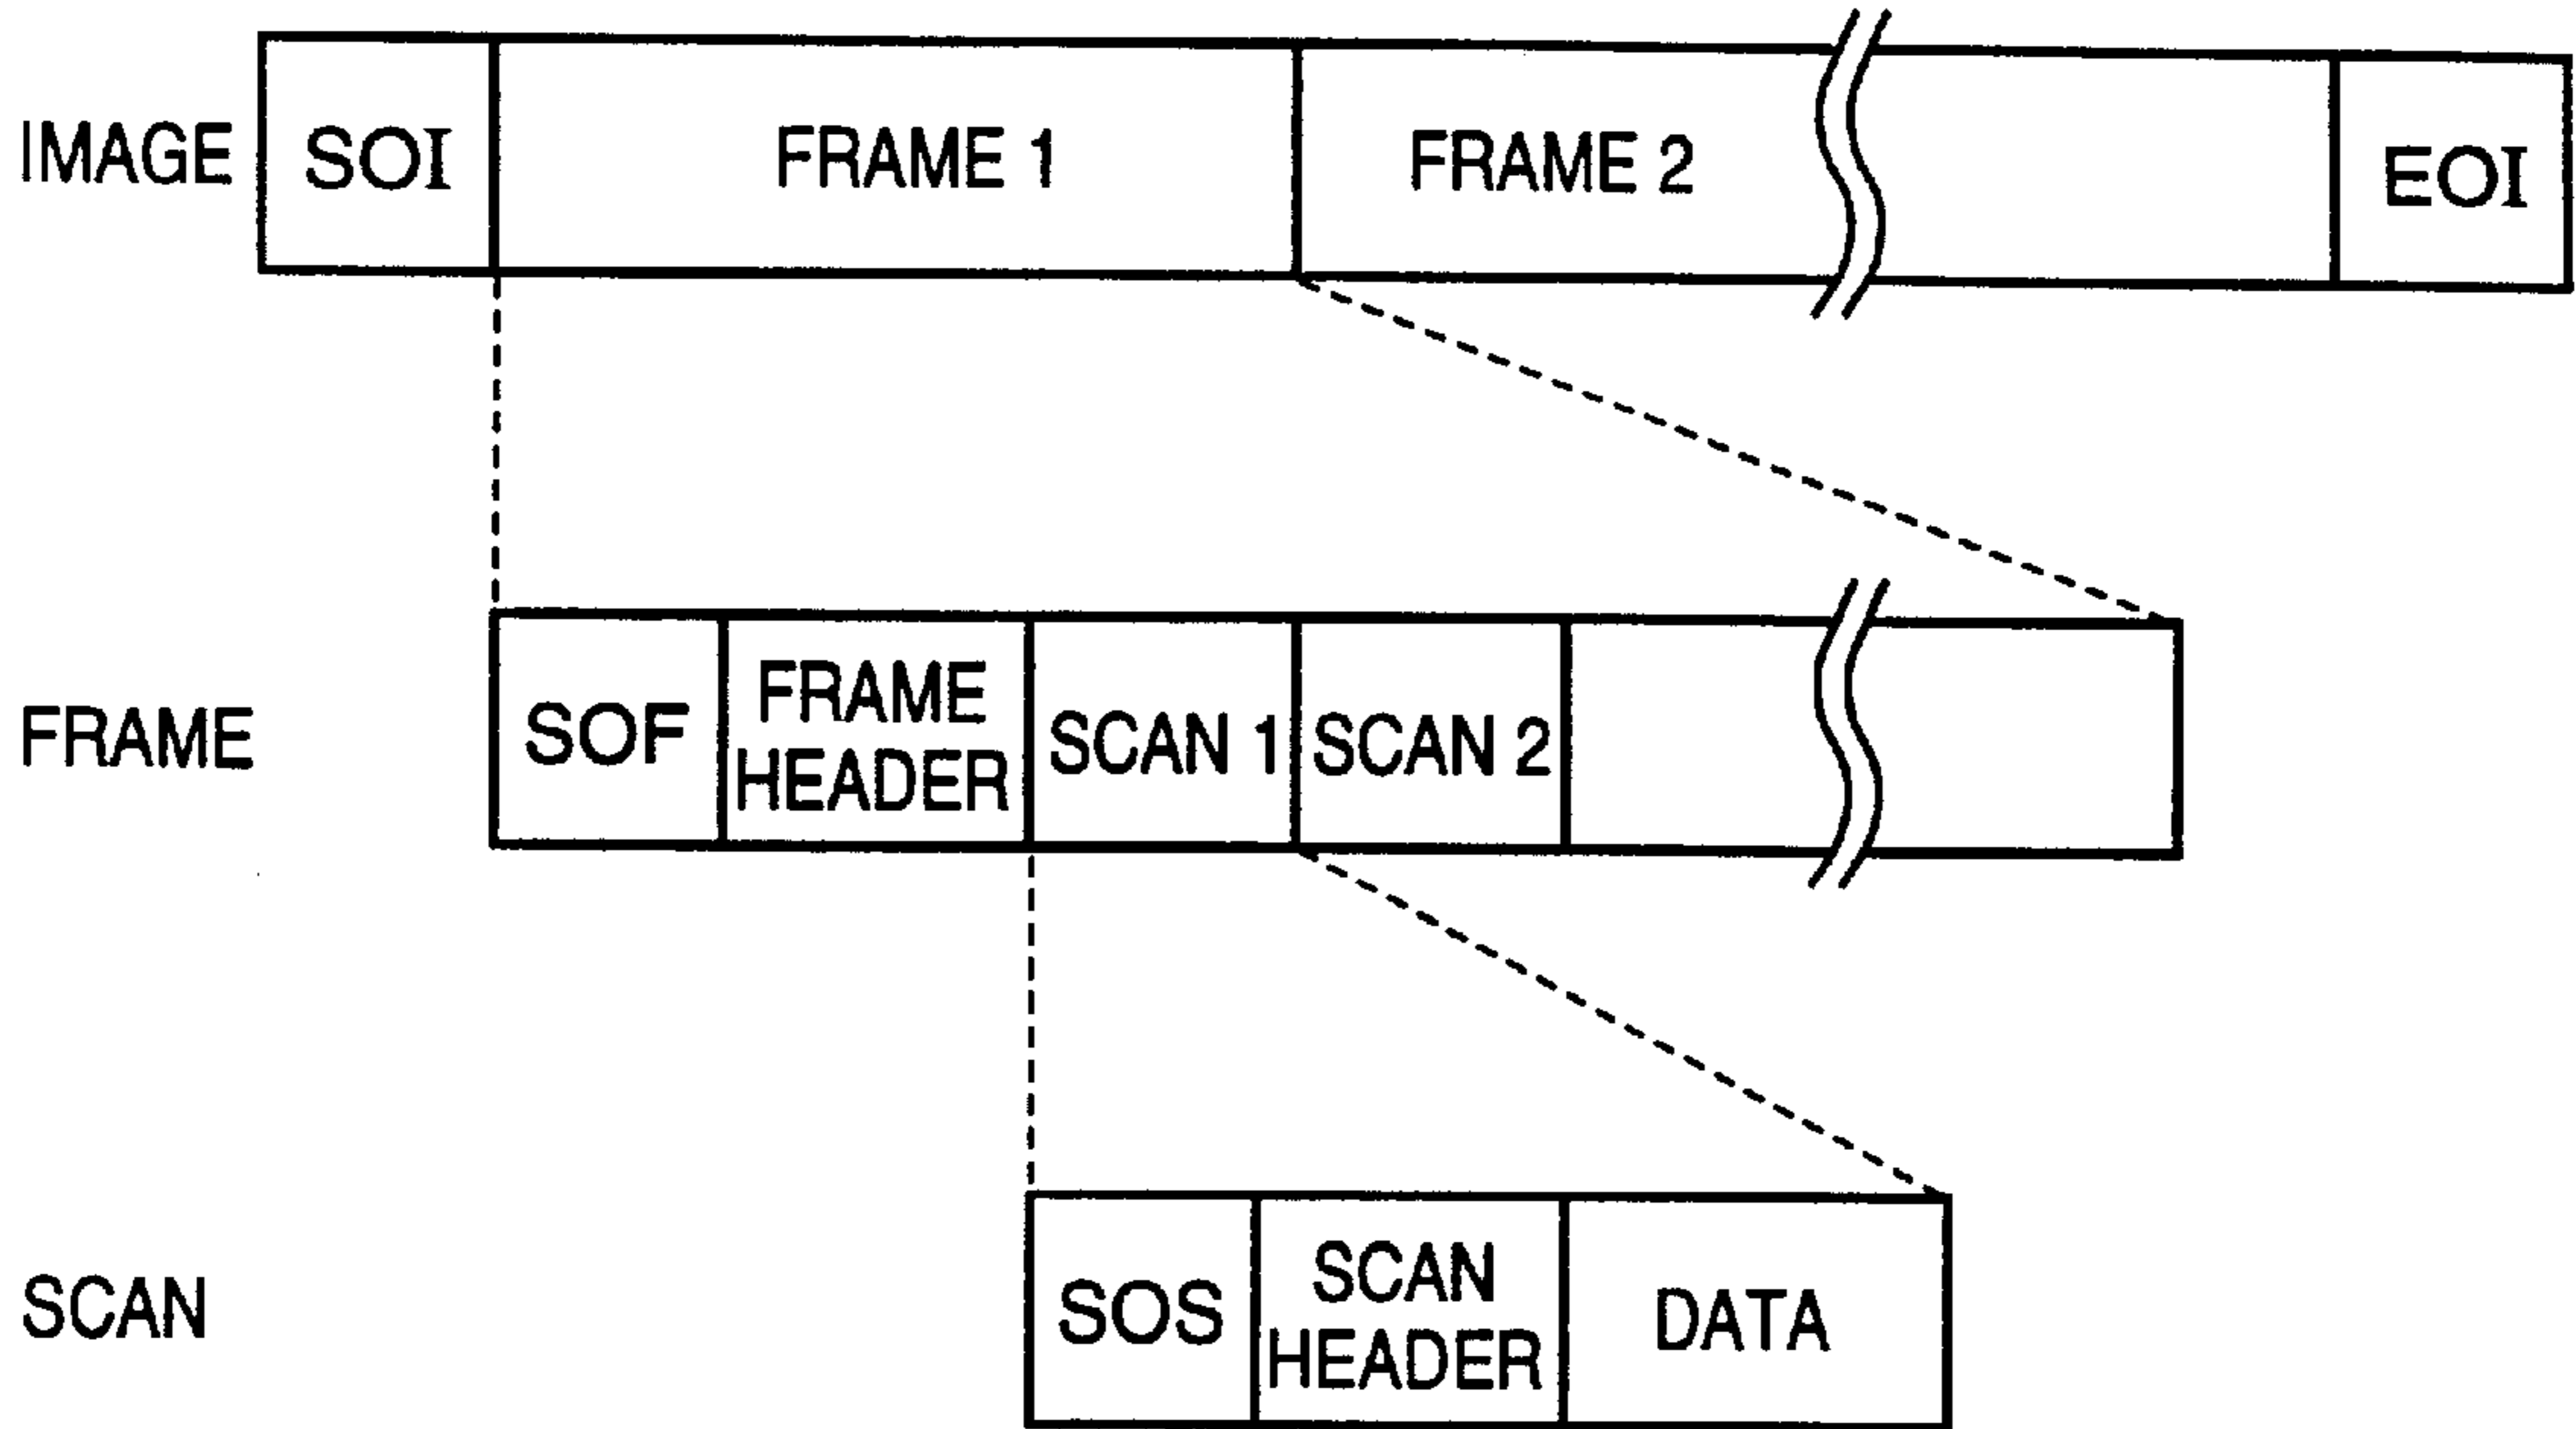 IMAGE SOI FRAME 1 FRAME 2 EOI
FRAME SOF FRAME HEADER SCAN 1 SCAN 2
SCAN SOS SCAN HEADER DATA